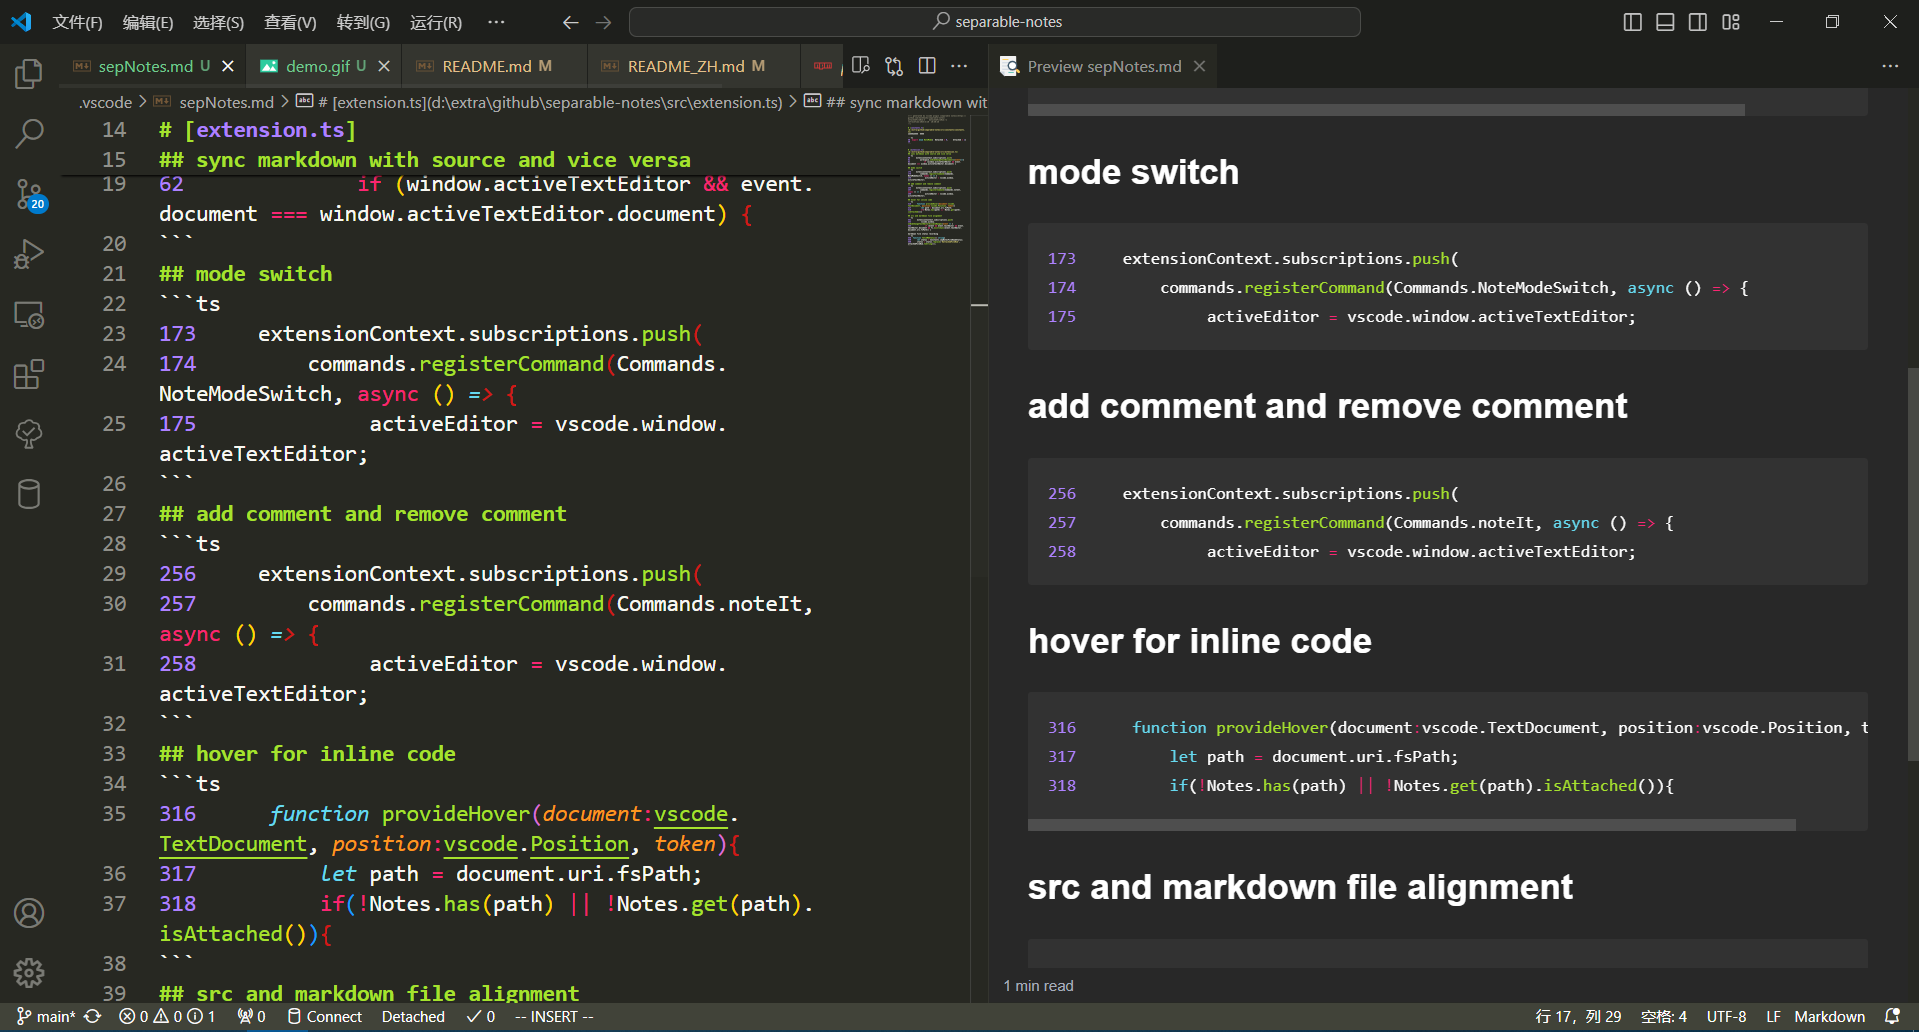 文件(F) 编辑(E) 选择(S) 查看(V) 转到(G) 运行(R) ···
separable-notes
sepNotes.md U
demo.gif U
README.md M
README_ZH.md M
Preview sepNotes.md
.vscode > sepNotes.md > # [extension.ts](d:\extra\github\separable-notes\src\extension.ts) > ## sync markdown wit
14 # [extension.ts]
15 ## sync markdown with source and vice versa
19 62             if (window.activeTextEditor && event.
document === window.activeTextEditor.document) {
20 ```
21 ## mode switch
22 ```ts
23 173     extensionContext.subscriptions.push(
24 174         commands.registerCommand(Commands.
NoteModeSwitch, async () => {
25 175             activeEditor = vscode.window.
activeTextEditor;
26 ```
27 ## add comment and remove comment
28 ```ts
29 256     extensionContext.subscriptions.push(
30 257         commands.registerCommand(Commands.noteIt,
async () => {
31 258             activeEditor = vscode.window.
activeTextEditor;
32 ```
33 ## hover for inline code
34 ```ts
35 316      function provideHover(document:vscode.
TextDocument, position:vscode.Position, token){
36 317          let path = document.uri.fsPath;
37 318          if(!Notes.has(path) || !Notes.get(path).
isAttached()){
38 ```
39 ## src and markdown file alignment
mode switch
173     extensionContext.subscriptions.push(
174         commands.registerCommand(Commands.NoteModeSwitch, async () => {
175             activeEditor = vscode.window.activeTextEditor;
add comment and remove comment
256     extensionContext.subscriptions.push(
257         commands.registerCommand(Commands.noteIt, async () => {
258             activeEditor = vscode.window.activeTextEditor;
hover for inline code
316      function provideHover(document:vscode.TextDocument, position:vscode.Position, t
317          let path = document.uri.fsPath;
318          if(!Notes.has(path) || !Notes.get(path).isAttached()){
src and markdown file alignment
1 min read
20
main* 0 0 1 0 Connect Detached 0 -- INSERT --
行 17，列 29 空格: 4 UTF-8 LF Markdown